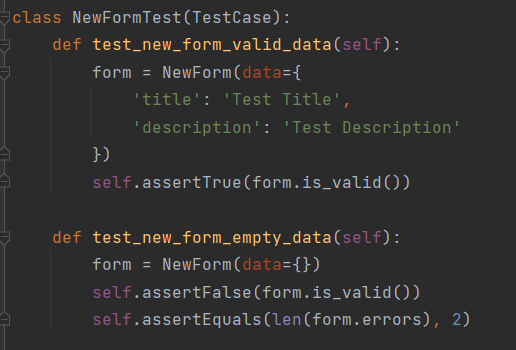 class NewFormTest(TestCase):
    def test_new_form_valid_data(self):
        form = NewForm(data={
            'title': 'Test Title',
            'description': 'Test Description'
        })
        self.assertTrue(form.is_valid())

    def test_new_form_empty_data(self):
        form = NewForm(data={})
        self.assertFalse(form.is_valid())
        self.assertEquals(len(form.errors), 2)